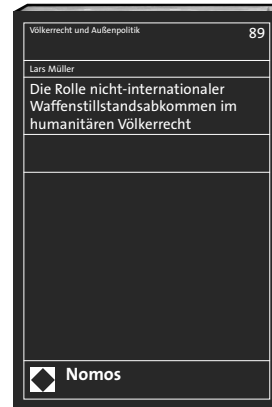 Völkerrecht und Außenpolitik 89
Lars Müller
Die Rolle nicht-internationaler
Waffenstillstandsabkommen im
humanitären Völkerrecht
Nomos